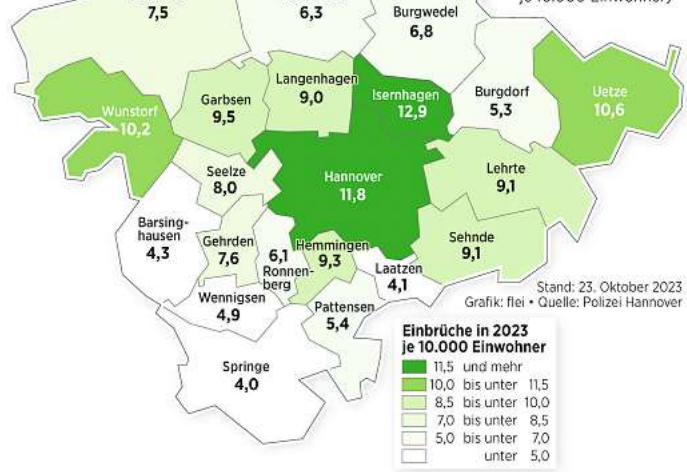 7,5
6,3
Burgwedel
6,8
Langenhagen
9,0
Isernhagen
12,9
Burgdorf
5,3
Uetze
10,6
Wunstorf
10,2
Garbsen
9,5
Seelze
8,0
Hannover
11,8
Lehrte
9,1
Barsing-
hausen
4,3
Gehrden
7,6
6,1
Ronnen-
berg
Hemmingen
9,3
Laatzen
4,1
Sehnde
9,1
Wennigsen
4,9
Pattensen
5,4
Springe
4,0
Stand: 23. Oktober 2023
Grafik: flei • Quelle: Polizei Hannover
Einbrüche in 2023
je 10.000 Einwohner
11,5 und mehr
10,0 bis unter 11,5
8,5 bis unter 10,0
7,0 bis unter 8,5
5,0 bis unter 7,0
unter 5,0